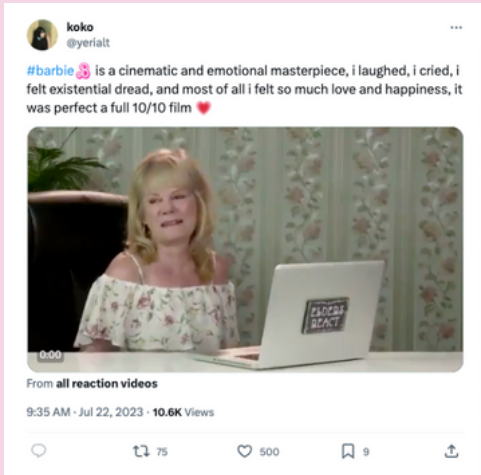 koko
@yerialt
#barbie is a cinematic and emotional masterpiece, i laughed, i cried, i
felt existential dread, and most of all i felt so much love and happiness, it
was perfect a full 10/10 film ❤️
ELDERS
REACT
0:00
From all reaction videos
9:35 AM · Jul 22, 2023 · 10.6K Views
75 500 9